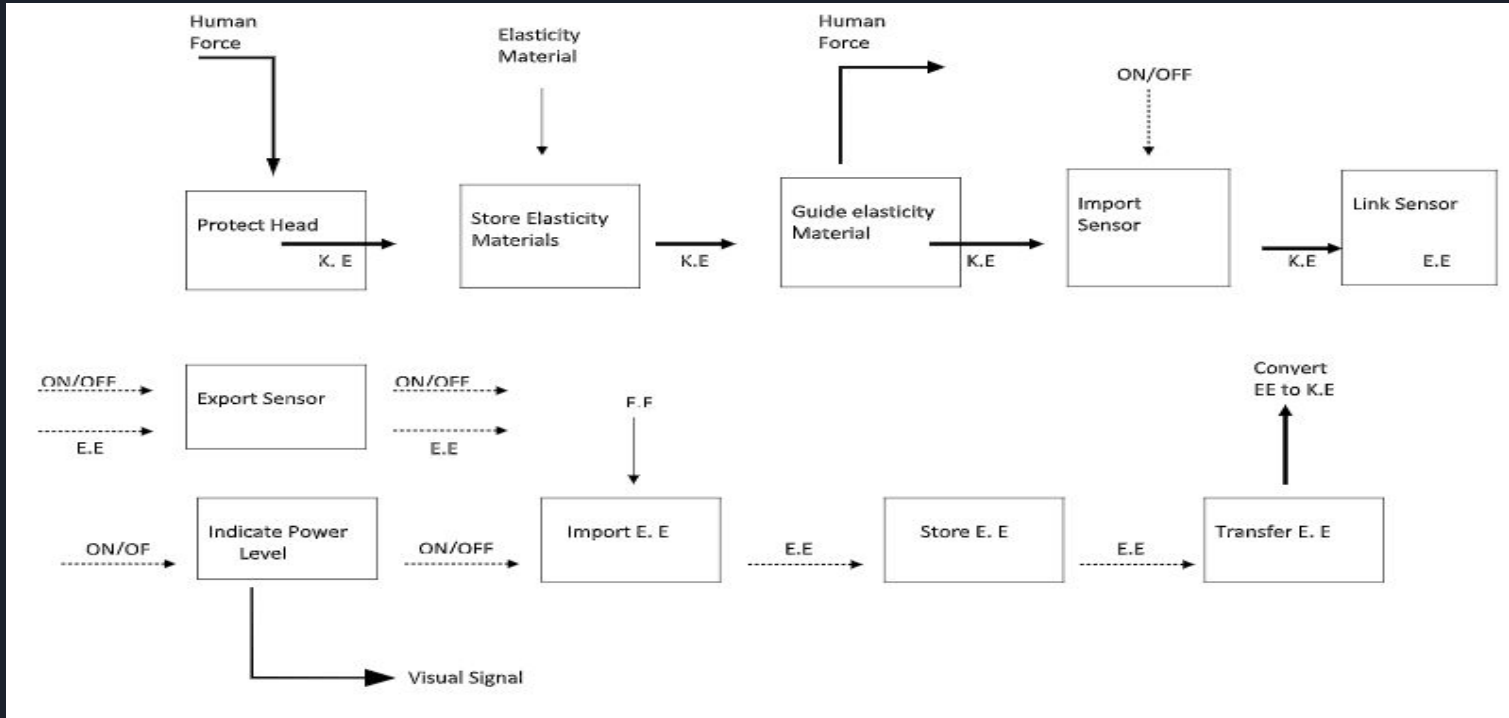 Human
Force
Elasticity
Material
Human
Force
ON/OFF
Protect Head
K. E
Store Elasticity
Materials
K.E
Guide elasticity
Material
K.E
Import
Sensor
K.E
Link Sensor
E.E
ON/OFF
E.E
Export Sensor
ON/OFF
E.E
F.F
Convert
EE to K.E
ON/OF
Indicate Power
Level
ON/OFF
Import E. E
E.E
Store E. E
E.E
Transfer E. E
Visual Signal